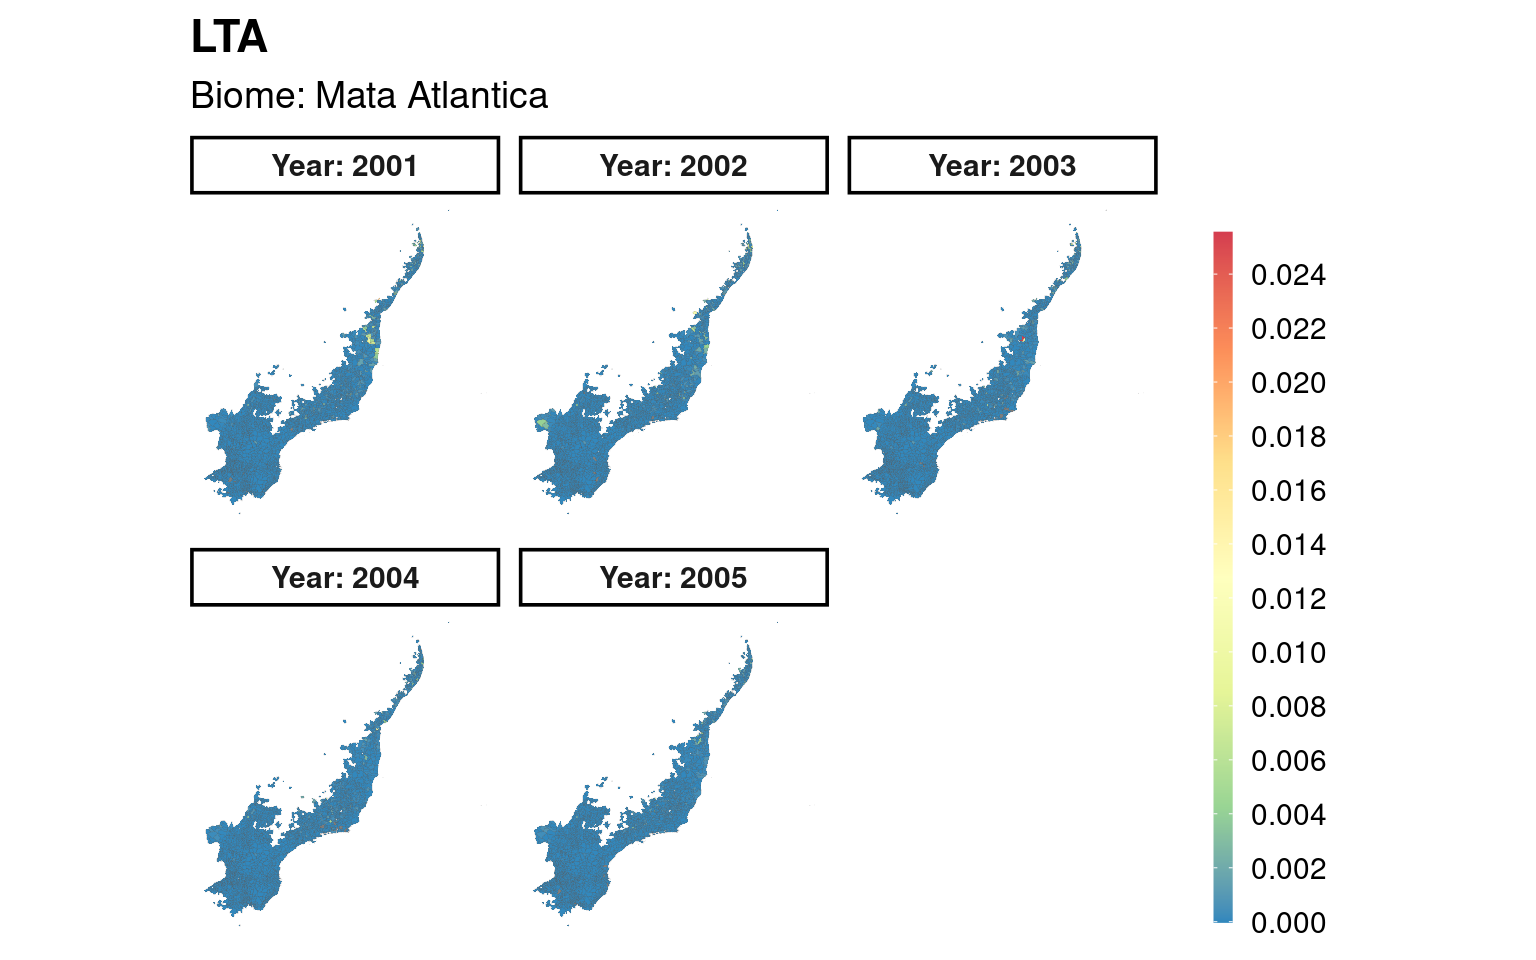 LTA
Biome: Mata Atlantica
Year: 2001
Year: 2002
Year: 2003
Year: 2004
Year: 2005
0.024
0.022
0.020
0.018
0.016
0.014
0.012
0.010
0.008
0.006
0.004
0.002
0.000